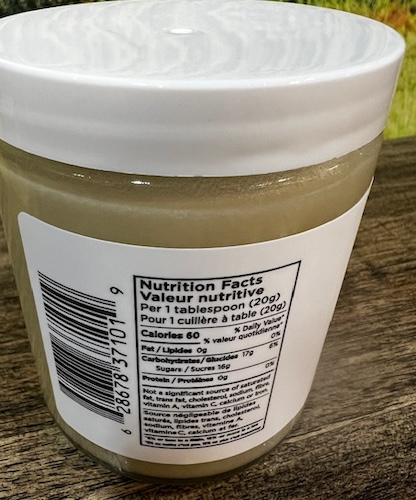 Nutrition Facts
Valeur nutritive
Per 1 tablespoon (20g)
Pour 1 cuillère à table (20g)
% Daily Value*
Calories 60 % valeur quotidienne*
Fat / Lipides 0g 0%
Carbohydrates / Glucides 17g 6%
Sugars / Sucres 16g
Protein / Protéines 0g 0%
Not a significant source of saturated
fat, trans fat, cholesterol, sodium, fibre,
vitamin A, vitamin C, calcium or iron
Source négligeable de lipides
saturés, lipides trans, cholesterol,
sodium, fibres, vitamine A,
vitamine C, calcium et fer
6 28678 37101 9